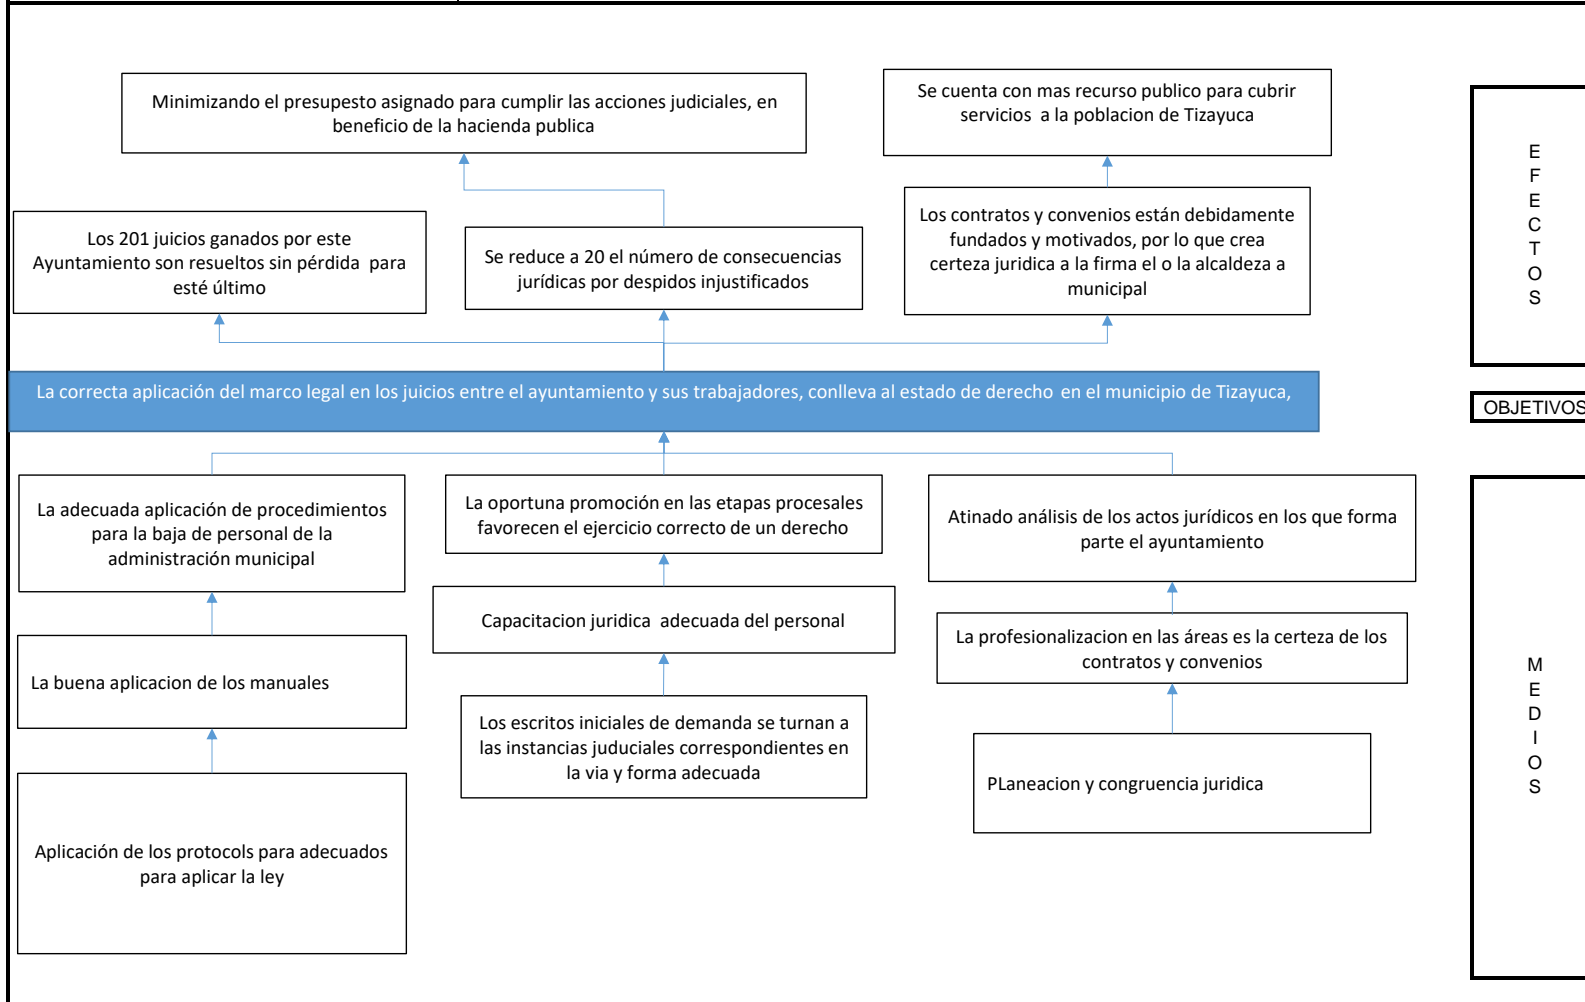 Minimizando el presupesto asignado para cumplir las acciones judiciales, en
beneficio de la hacienda publica
Se cuenta con mas recurso publico para cubrir
servicios a la poblacion de Tizayuca
Los 201 juicios ganados por este
Ayuntamiento son resueltos sin pérdida para
esté último
Se reduce a 20 el número de consecuencias
jurídicas por despidos injustificados
Los contratos y convenios están debidamente
fundados y motivados, por lo que crea
certeza juridica a la firma el o la alcaldeza a
municipal
E
F
E
C
T
O
S
La correcta aplicación del marco legal en los juicios entre el ayuntamiento y sus trabajadores, conlleva al estado de derecho en el municipio de Tizayuca,
OBJETIVOS
La adecuada aplicación de procedimientos
para la baja de personal de la
administración municipal
La oportuna promoción en las etapas procesales
favorecen el ejercicio correcto de un derecho
Atinado análisis de los actos jurídicos en los que forma
parte el ayuntamiento
Capacitacion juridica adecuada del personal
La profesionalizacion en las áreas es la certeza de los
contratos y convenios
La buena aplicacion de los manuales
Los escritos iniciales de demanda se turnan a
las instancias juduciales correspondientes en
la via y forma adecuada
PLaneacion y congruencia juridica
Aplicación de los protocols para adecuados
para aplicar la ley
M
E
D
I
O
S